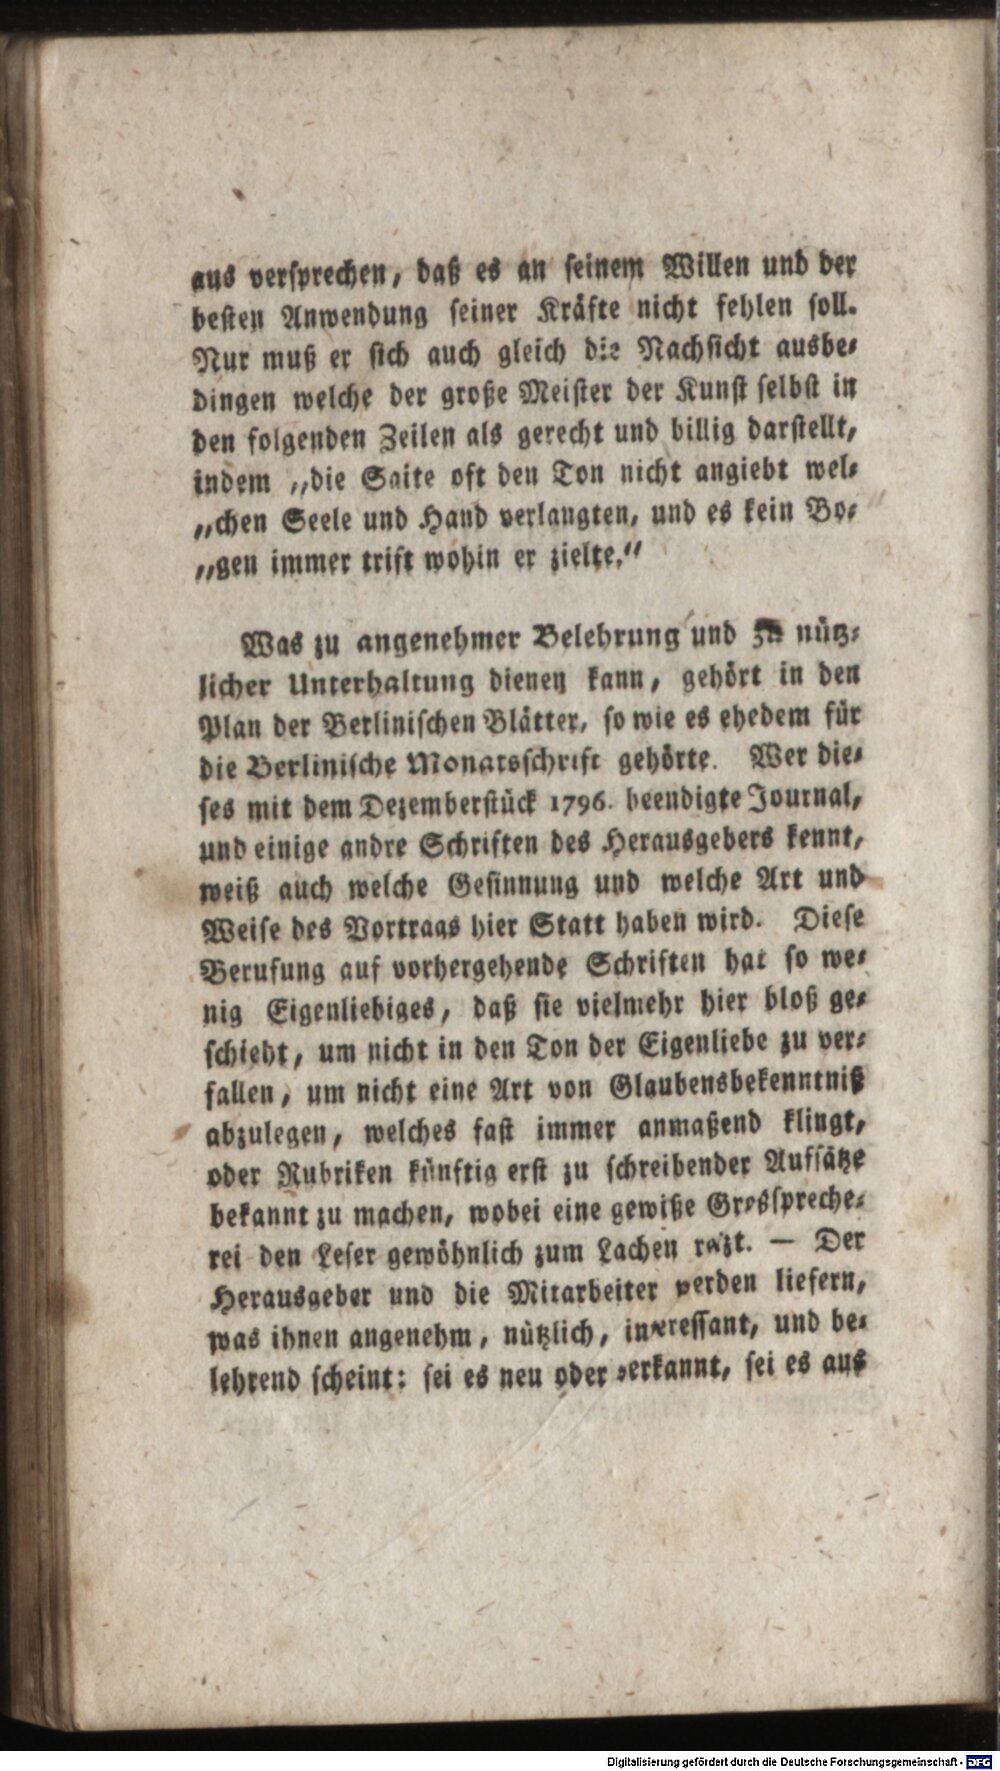 aus versprechen, daß es an seinem Willen und der
besten Anwendung seiner Kräfte nicht fehlen soll.
Nur muß er sich auch gleich die Nachsicht ausbe-
dingen welche der große Meister der Kunst selbst in
den folgenden Zeilen als gerecht und billig darstellt,
indem „die Saite oft den Ton nicht angiebt wel-
„chen Seele und Hand verlangten, und es kein Bo-
„gen immer trift wohin er zielte.“
Was zu angenehmer Belehrung und zu nütz-
licher Unterhaltung dienen kann, gehört in den
Plan der Berlinischen Blätter, so wie es ehedem für
die Berlinische Monatsschrift gehörte. Wer die-
ses mit dem Dezemberstück 1796. beendigte Journal,
und einige andre Schriften des Herausgebers kennt,
weiß auch welche Gesinnung und welche Art und
Weise des Vortrags hier Statt haben wird. Diese
Berufung auf vorhergehende Schriften hat so we-
nig Eigenliebiges, daß sie vielmehr hier bloß ge-
schieht, um nicht in den Ton der Eigenliebe zu ver-
fallen, um nicht eine Art von Glaubensbekenntniß
abzulegen, welches fast immer anmaßend klingt,
oder Rubriken künftig erst zu schreibender Aufsätze
bekannt zu machen, wobei eine gewiße Grossspreche-
rei den Leser gewöhnlich zum Lachen reizt. — Der
Herausgeber und die Mitarbeiter werden liefern,
was ihnen angenehm, nützlich, interessant, und be-
lehrend scheint: sei es neu oder verkannt, sei es aus
Digitalisierung gefördert durch die Deutsche Forschungsgemeinschaft - DFG